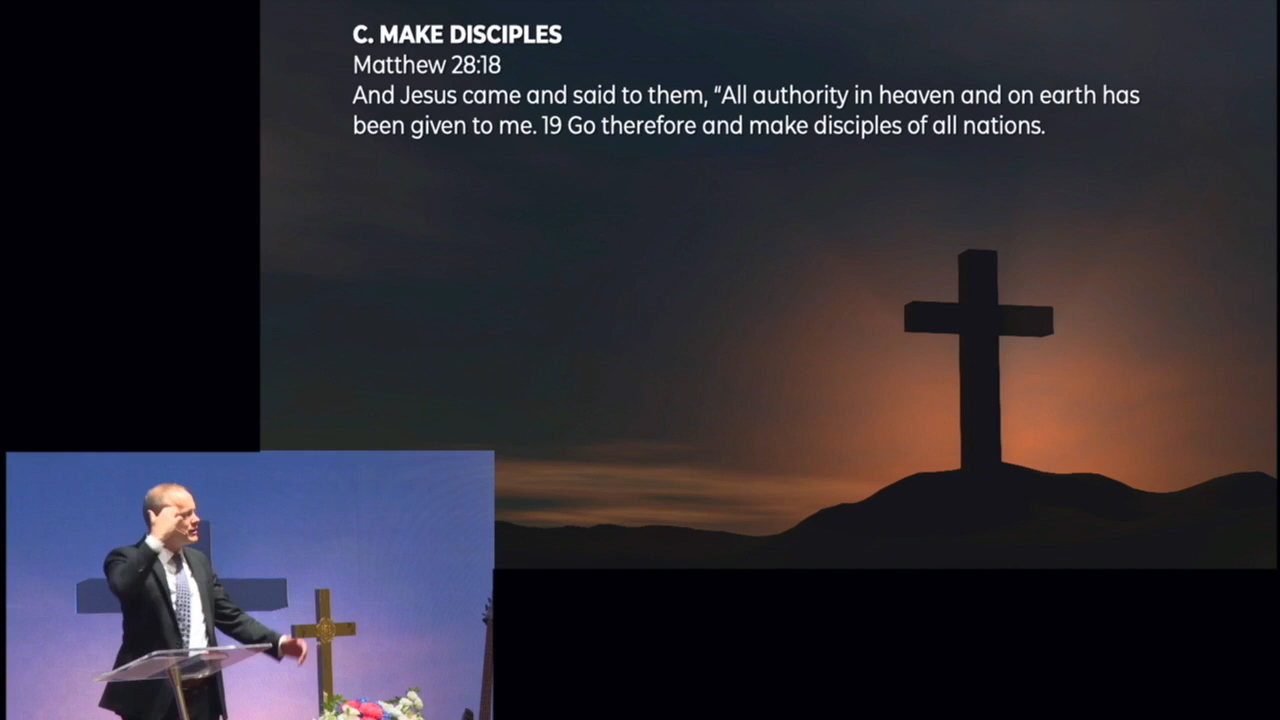 C. MAKE DISCIPLES
Matthew 28:18
And Jesus came and said to them, “All authority in heaven and on earth has
been given to me. 19 Go therefore and make disciples of all nations.